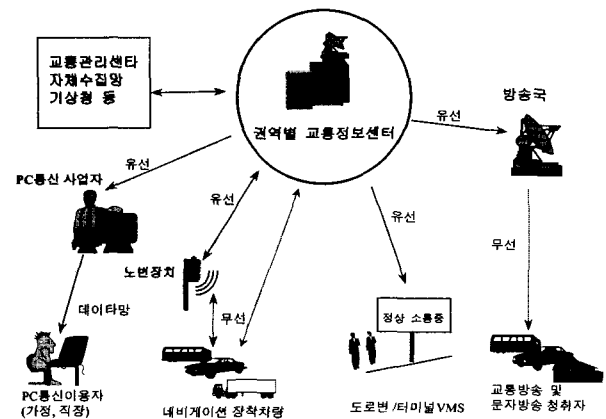 교통관리센타
자체수집망
기상청 등
권역별 교통정보센터
방송국
유선
유선
PC통신 사업자
유선
유선
노변장치
무선
무선
데이타망
정상 소통중
PC통신이용자
(가정, 직장)
네비게이션 장착차량
도로변 /터미널 VMS
교통방송 및
문자방송 청취자